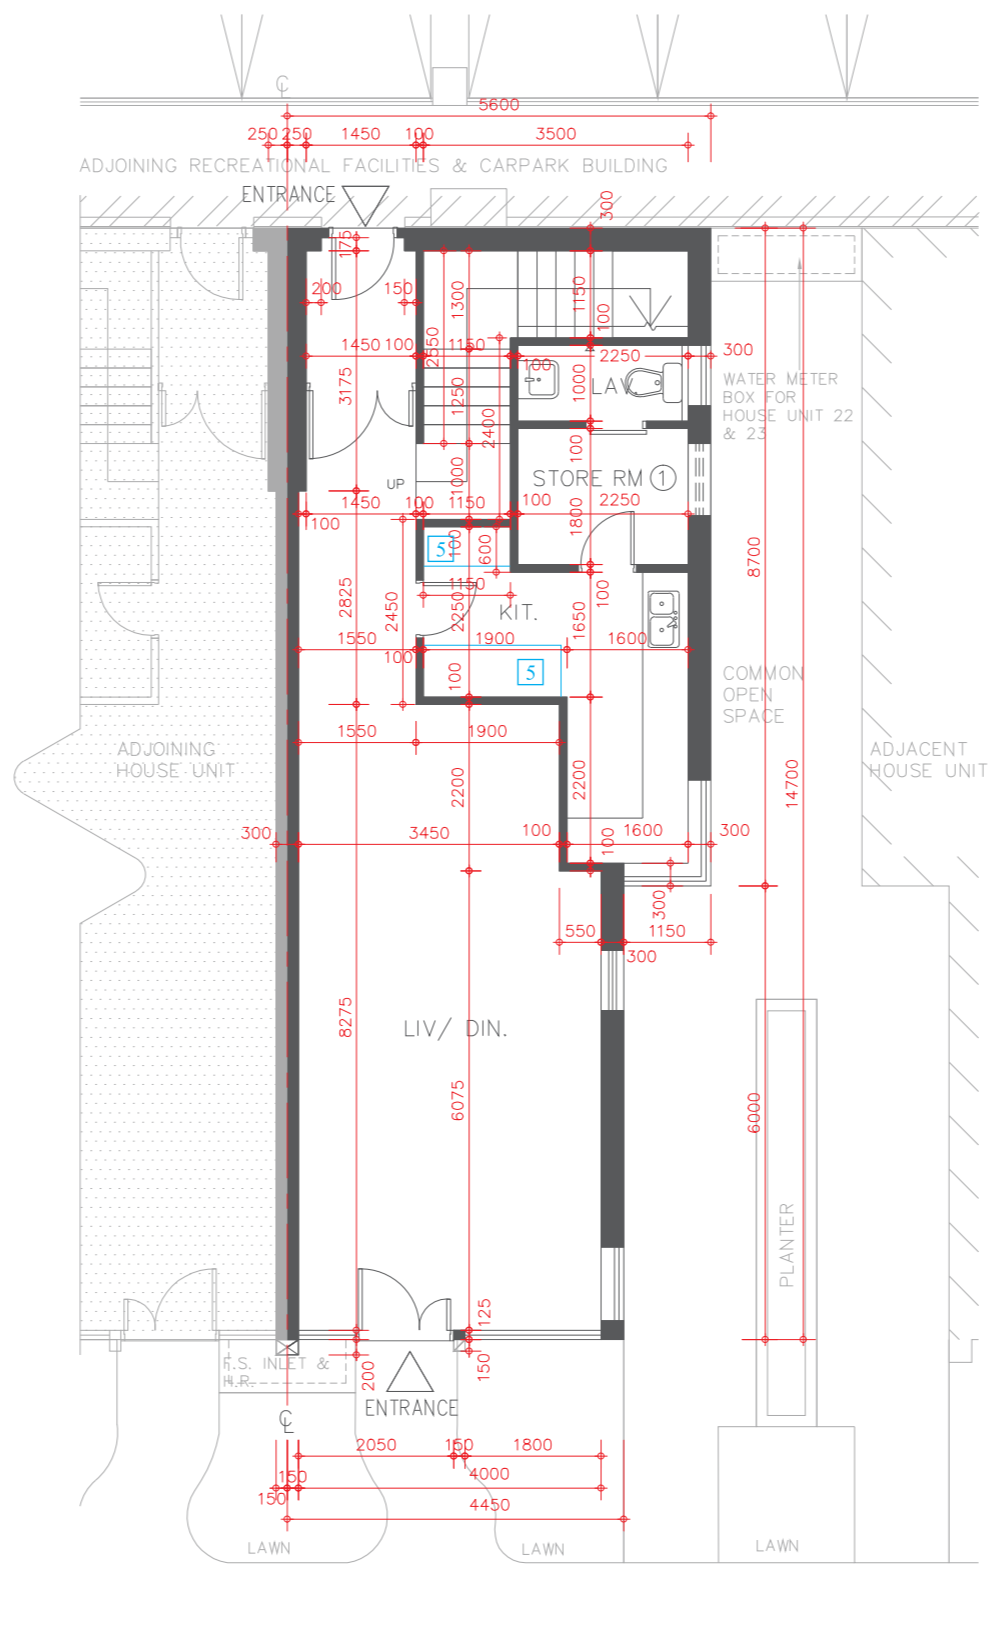 ℄
5600
250 250 1450 100 3500
ADJOINING RECREATIONAL FACILITIES & CARPARK BUILDING
ENTRANCE
300
175
200 150
1300
1150
100
2550
1450 100 1150
100
2250
300
3175
1250
1000
LAV.
WATER METER
BOX FOR
HOUSE UNIT 22
& 23
2400
100
UP
1000
STORE RM 1
1450 100 1150 100 2250
100
1800
5
100
600
8700
1150
100
2825
2450
2250
KIT.
1650
1550 1900 1600
100
100
5
COMMON
OPEN
SPACE
1550 1900
ADJOINING
HOUSE UNIT
ADJACENT
HOUSE UNIT
2200
2200
14700
300 3450 100 1600 300
100
300
550 1150
300
8275
LIV/ DIN.
6075
6000
PLANTER
125
F.S. INLET &
H.R.
200
150
ENTRANCE
℄
2050 150 1800
150 4000
150
4450
LAWN
LAWN
LAWN